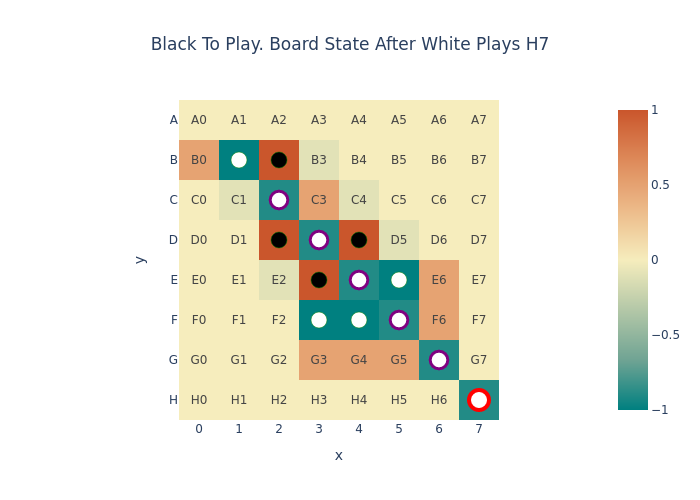 Black To Play. Board State After White Plays H7
A A0 A1 A2 A3 A4 A5 A6 A7
B B0 B3 B4 B5 B6 B7
C C0 C1 C3 C4 C5 C6 C7
D D0 D1 D5 D6 D7
E E0 E1 E2 E6 E7
F F0 F1 F2 F6 F7
G G0 G1 G2 G3 G4 G5 G7
H H0 H1 H2 H3 H4 H5 H6
0 1 2 3 4 5 6 7
x
y
1
0.5
0
−0.5
−1